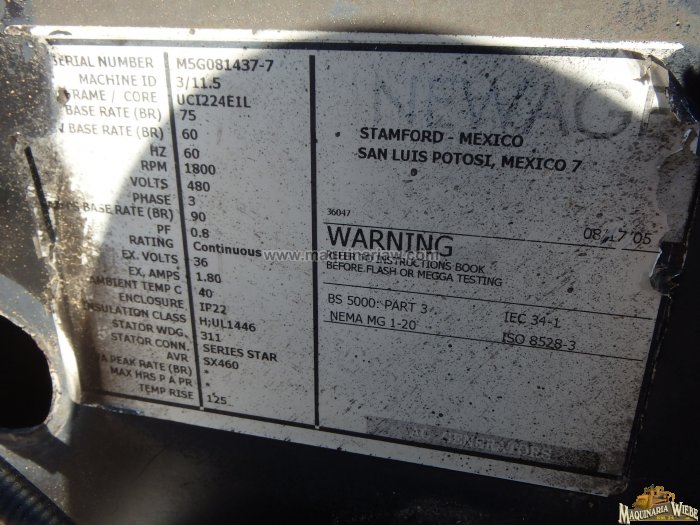 SERIAL NUMBER M5G081437-7
MACHINE ID 3/11.5
FRAME/ CORE UCI224E1L
BASE RATE (BR) 75
BASE RATE (BR) 60
HZ 60
RPM 1800
VOLTS 480
PHASE 3
BASE RATE (BR) 90
PF 0.8
RATING Continuous
EX. VOLTS 36
EX, AMPS 1.80
AMBIENT TEMP C 40
ENCLOSURE IP22
INSULATION CLASS H;UL1446
STATOR WDG. 311
STATOR CONN. SERIES STAR
AVR SX460
PEAK RATE (BR) *
MAX HRS P A PR *
TEMP RISE 125
NEWAGE
STAMFORD - MEXICO
SAN LUIS POTOSI, MEXICO 7
36047
08/17 05
WARNING
REFER TO INSTRUCTIONS BOOK
BEFORE FLASH OR MEGGA TESTING
BS 5000: PART 3 IEC 34-1
NEMA MG 1-20 ISO 8528-3
MAQUINARIA WIEBE